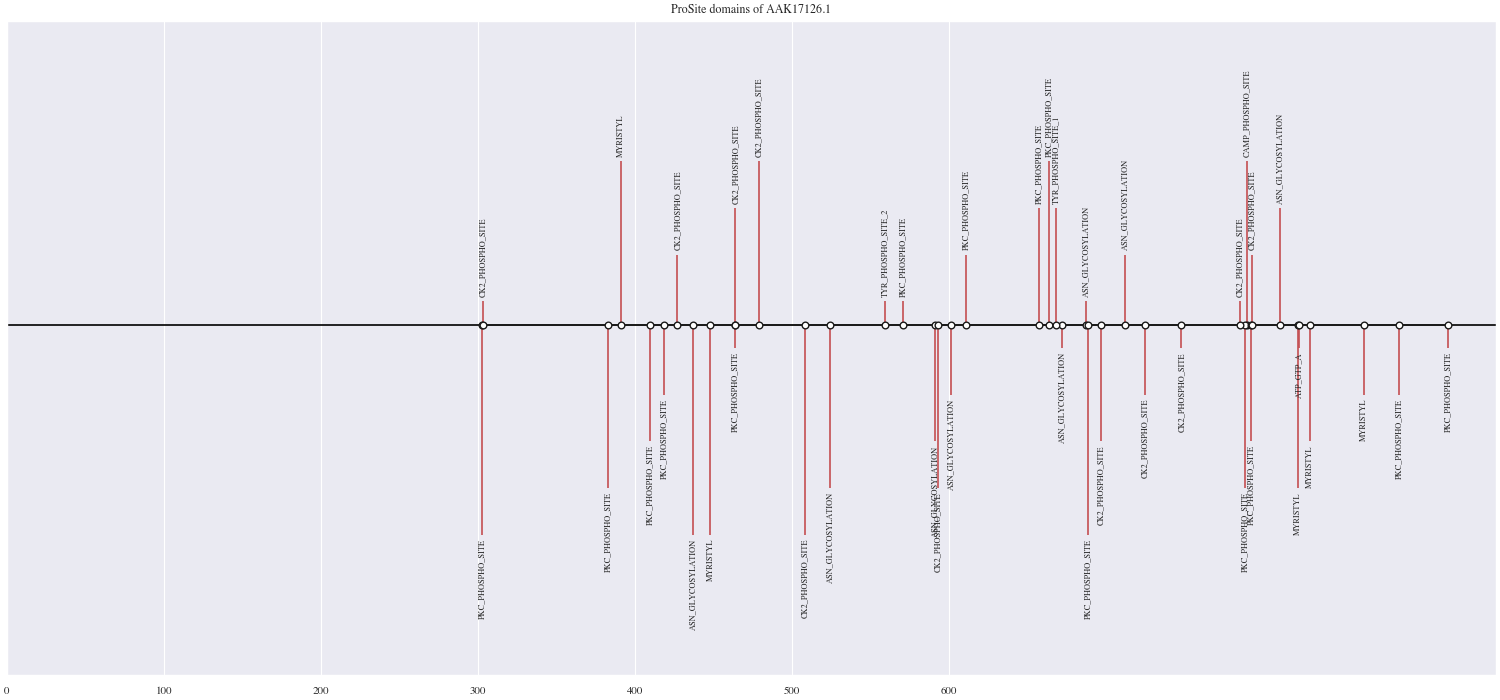 ProSite domains of AAK17126.1
CK2_PHOSPHO_SITE
MYRISTYL
CK2_PHOSPHO_SITE
CK2_PHOSPHO_SITE
CK2_PHOSPHO_SITE
TYR_PHOSPHO_SITE_2
PKC_PHOSPHO_SITE
PKC_PHOSPHO_SITE
PKC_PHOSPHO_SITE
PKC_PHOSPHO_SITE
TYR_PHOSPHO_SITE_1
ASN_GLYCOSYLATION
ASN_GLYCOSYLATION
CK2_PHOSPHO_SITE
CAMP_PHOSPHO_SITE
CK2_PHOSPHO_SITE
ASN_GLYCOSYLATION
PKC_PHOSPHO_SITE
PKC_PHOSPHO_SITE
PKC_PHOSPHO_SITE
PKC_PHOSPHO_SITE
ASN_GLYCOSYLATION
MYRISTYL
PKC_PHOSPHO_SITE
CK2_PHOSPHO_SITE
ASN_GLYCOSYLATION
ASN_GLYCOSYLATION
CK2_PHOSPHO_SITE
ASN_GLYCOSYLATION
ASN_GLYCOSYLATION
PKC_PHOSPHO_SITE
CK2_PHOSPHO_SITE
CK2_PHOSPHO_SITE
CK2_PHOSPHO_SITE
PKC_PHOSPHO_SITE
PKC_PHOSPHO_SITE
MYRISTYL
ATP_GTP_A
MYRISTYL
MYRISTYL
PKC_PHOSPHO_SITE
PKC_PHOSPHO_SITE
0
100
200
300
400
500
600